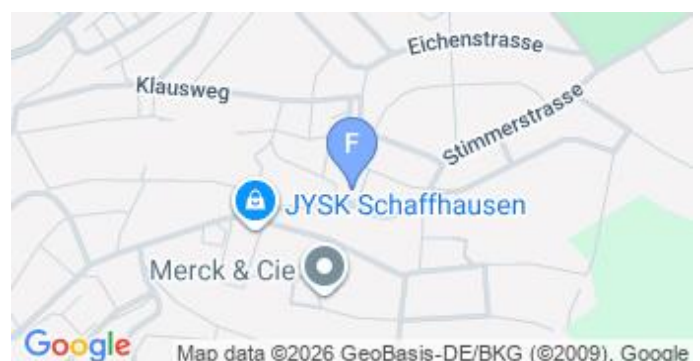 Eichenstrasse
Klausweg
Stimmerstrasse
F
JYSK Schaffhausen
Merck & Cie
Google
Map data ©2026 GeoBasis-DE/BKG (©2009), Google